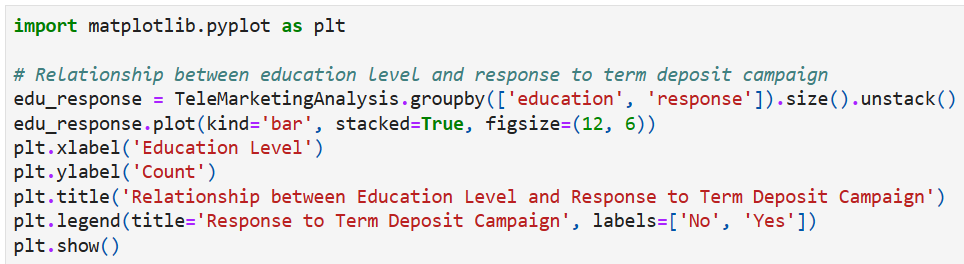 import matplotlib.pyplot as plt
# Relationship between education level and response to term deposit campaign
edu_response = TeleMarketingAnalysis.groupby(['education', 'response']).size().unstack()
edu_response.plot(kind='bar', stacked=True, figsize=(12, 6))
plt.xlabel('Education Level')
plt.ylabel('Count')
plt.title('Relationship between Education Level and Response to Term Deposit Campaign')
plt.legend(title='Response to Term Deposit Campaign', labels=['No', 'Yes'])
plt.show()